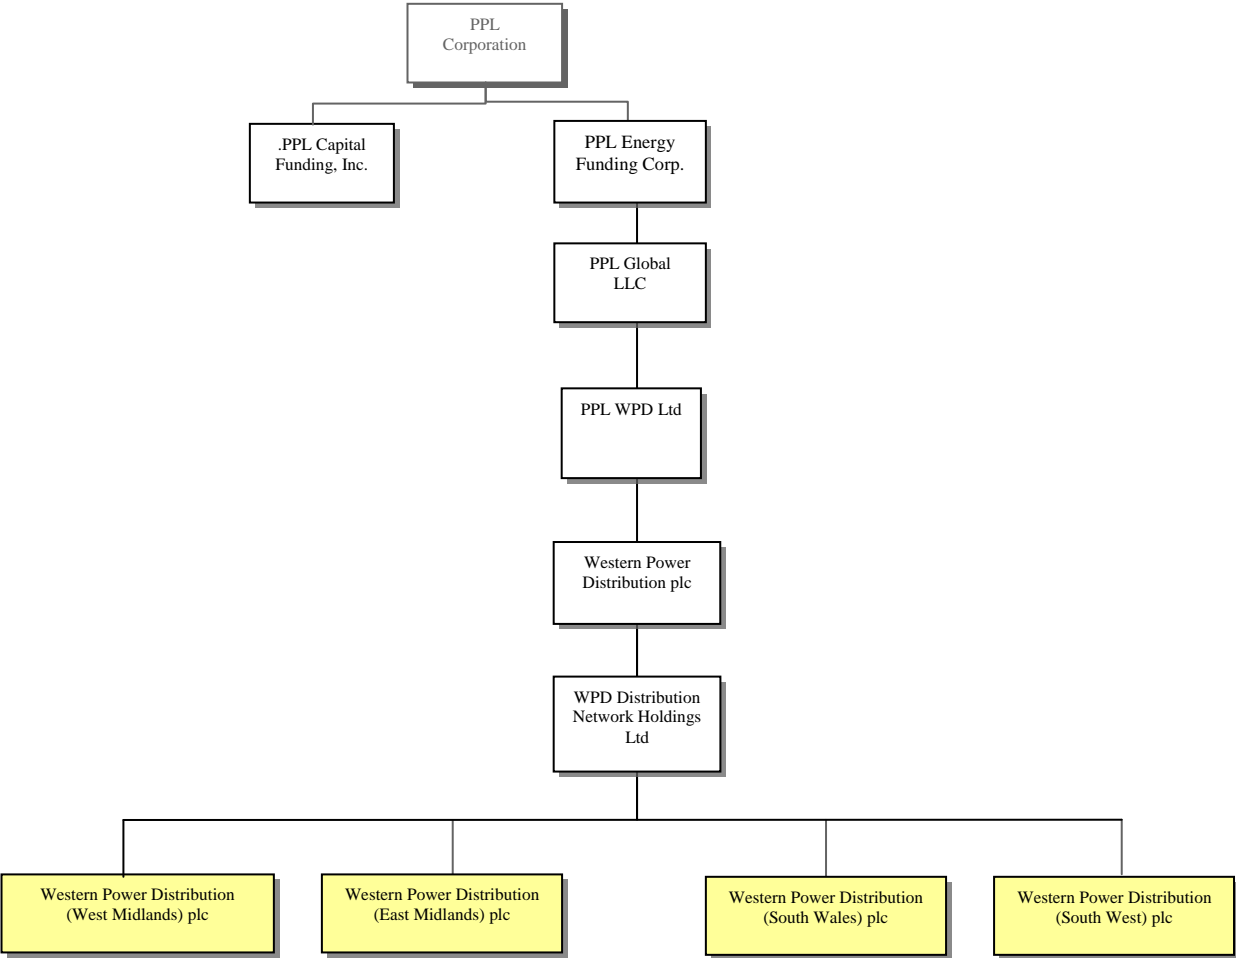 PPL
Corporation
.PPL Capital
Funding, Inc.
PPL Energy
Funding Corp.
PPL Global
LLC
PPL WPD Ltd
Western Power
Distribution plc
WPD Distribution
Network Holdings
Ltd
Western Power Distribution
(West Midlands) plc
Western Power Distribution
(East Midlands) plc
Western Power Distribution
(South Wales) plc
Western Power Distribution
(South West) plc